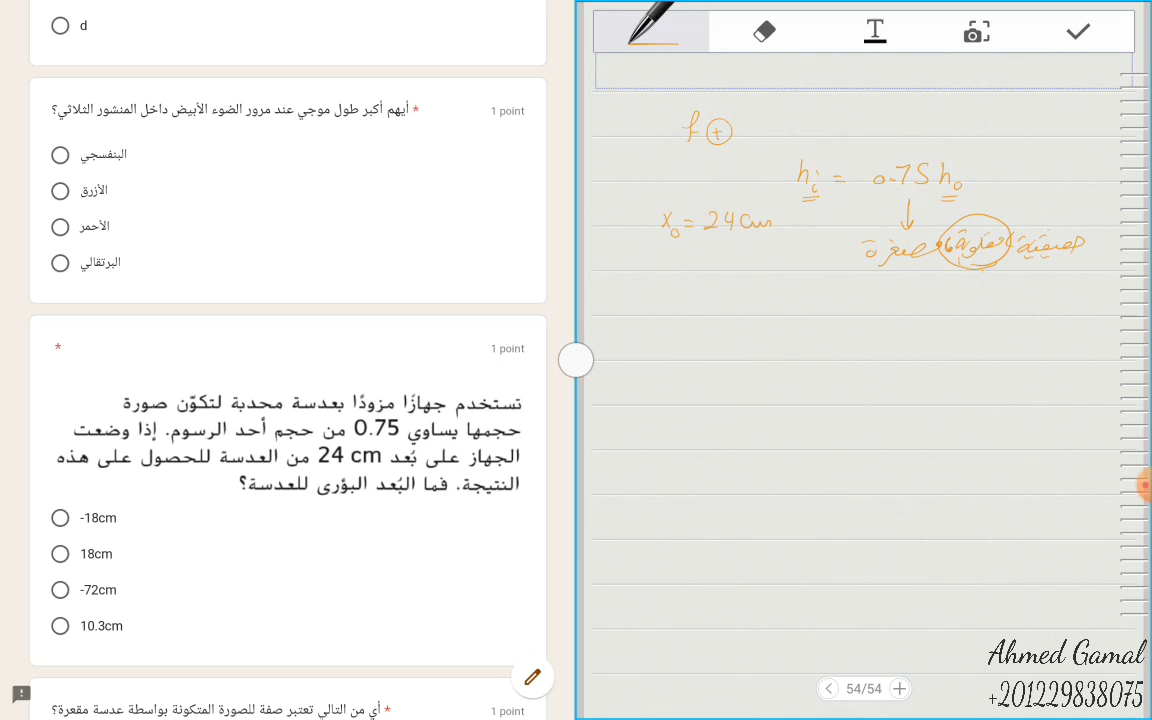 d
أيهم أكبر طول موجي عند مرور الضوء الأبيض داخل المنشور الثلاثي؟ *
1 point
البنفسجي
الأزرق
الأحمر
البرتقالي
*
1 point
تستخدم جهازًا مزودًا بعدسة محدبة لتكوّن صورة
حجمها يساوي 0.75 من حجم أحد الرسوم. إذا وضعت
الجهاز على بُعد 24 cm من العدسة للحصول على هذه
النتيجة. فما البُعد البؤري للعدسة؟
-18cm
18cm
-72cm
10.3cm
أي من التالي تعتبر صفة للصورة المتكونة بواسطة عدسة مقعرة؟ *
1 point
T
f +
hi = 0.75 ho
xo = 24 cm
حقيقية مقلوبة مصغرة
54/54
Ahmed Gamal
+201229838075